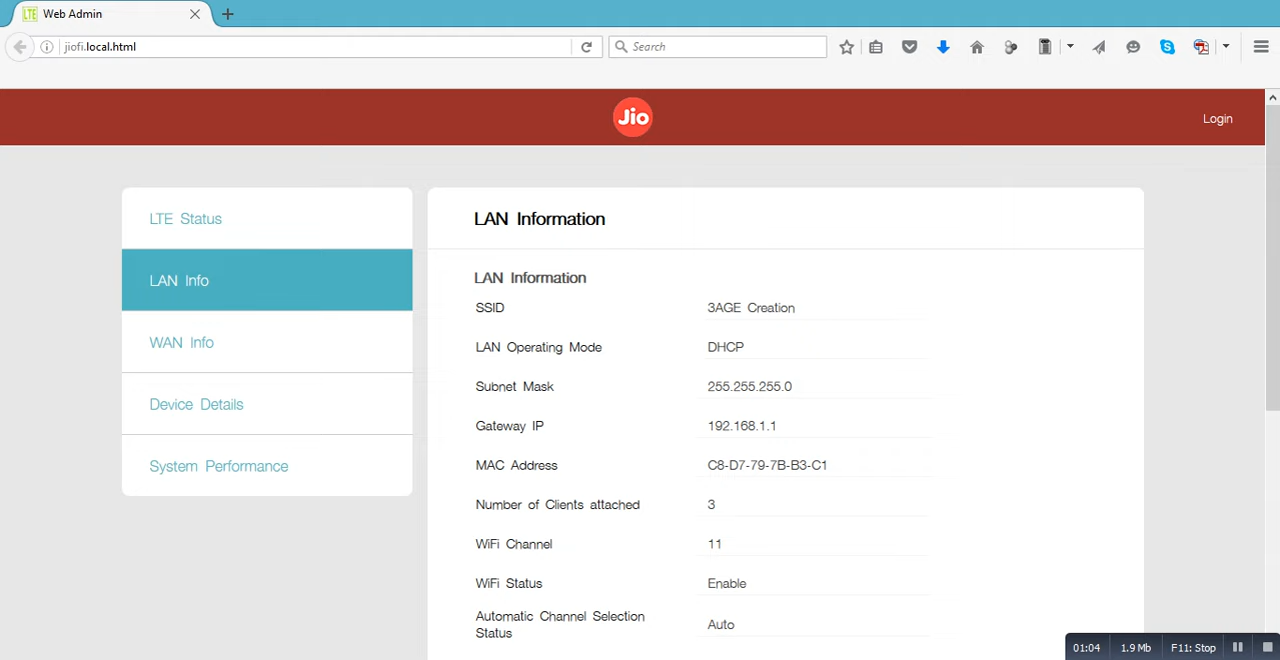 LTE Web Admin
jiofi.local.html
Search
Jio
Login
LTE Status
LAN Info
WAN Info
Device Details
System Performance
LAN Information
LAN Information
SSID 3AGE Creation
LAN Operating Mode DHCP
Subnet Mask 255.255.255.0
Gateway IP 192.168.1.1
MAC Address C8-D7-79-7B-B3-C1
Number of Clients attached 3
WiFi Channel 11
WiFi Status Enable
Automatic Channel Selection
Status Auto
01:04 1.9 Mb F11: Stop